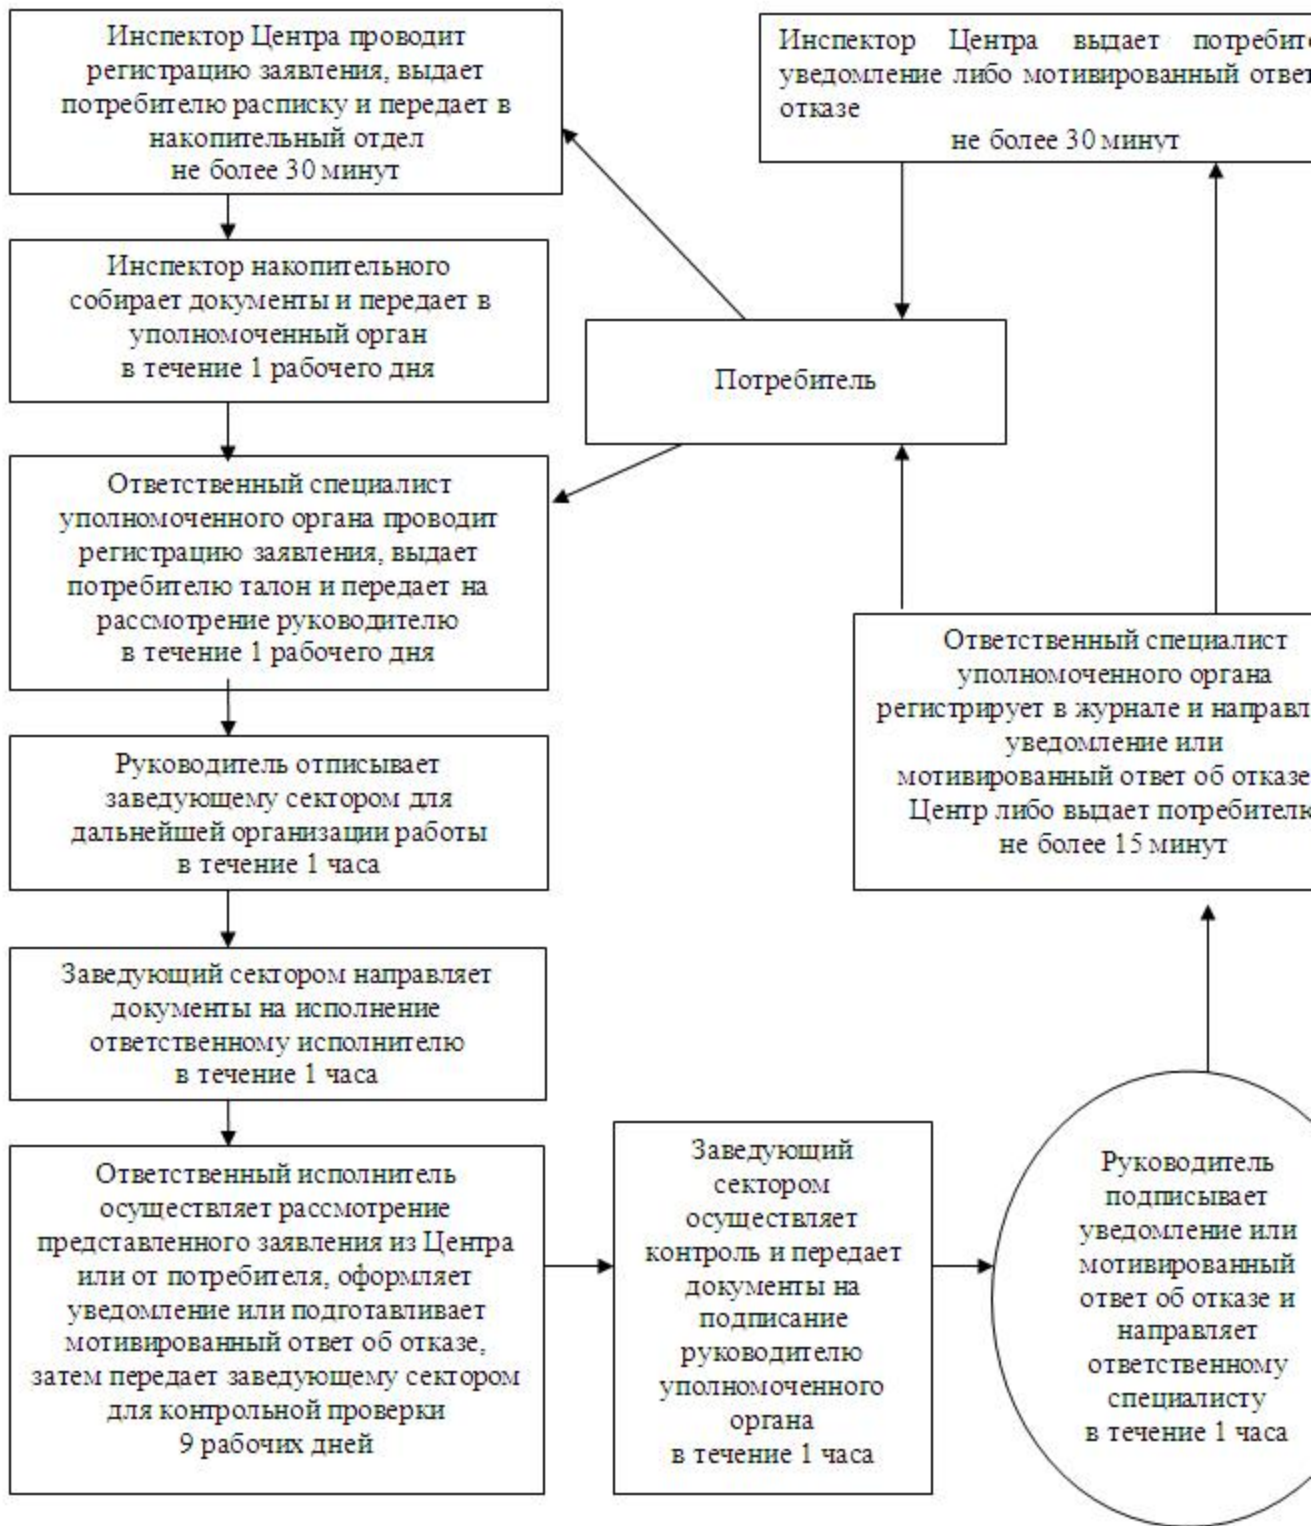 Инспектор Центра проводит
регистрацию заявления, выдает
потребителю расписку и передает в
накопительный отдел
не более 30 минут
Инспектор Центра выдает потребите
уведомление либо мотивированный ответ
отказе
не более 30 минут
Инспектор накопительного
собирает документы и передает в
уполномоченный орган
в течение 1 рабочего дня
Потребитель
Ответственный специалист
уполномоченного органа проводит
регистрацию заявления, выдает
потребителю талон и передает на
рассмотрение руководителю
в течение 1 рабочего дня
Ответственный специалист
уполномоченного органа
регистрирует в журнале и направл
уведомление или
мотивированный ответ об отказе
Центр либо выдает потребителю
не более 15 минут
Руководитель отписывает
заведующему сектором для
дальнейшей организации работы
в течение 1 часа
Заведующий сектором направляет
документы на исполнение
ответственному исполнителю
в течение 1 часа
Ответственный исполнитель
осуществляет рассмотрение
представленного заявления из Центра
или от потребителя, оформляет
уведомление или подготавливает
мотивированный ответ об отказе,
затем передает заведующему сектором
для контрольной проверки
9 рабочих дней
Заведующий
сектором
осуществляет
контроль и передает
документы на
подписание
руководителю
уполномоченного
органа
в течение 1 часа
Руководитель
подписывает
уведомление или
мотивированный
ответ об отказе и
направляет
ответственному
специалисту
в течение 1 часа